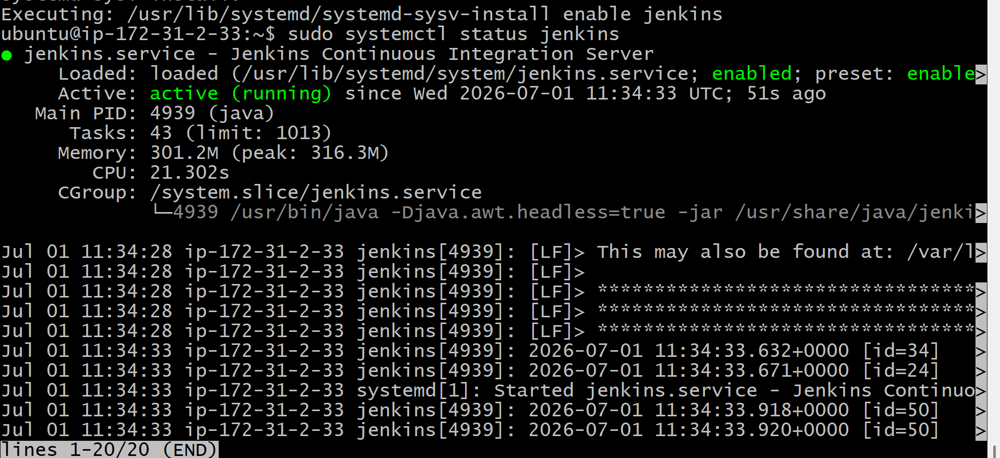 Executing: /usr/lib/systemd/systemd-sysv-install enable jenkins
ubuntu@ip-172-31-2-33:~$ sudo systemctl status jenkins
● jenkins.service - Jenkins Continuous Integration Server
     Loaded: loaded (/usr/lib/systemd/system/jenkins.service; enabled; preset: enable>
     Active: active (running) since Wed 2026-07-01 11:34:33 UTC; 51s ago
   Main PID: 4939 (java)
      Tasks: 43 (limit: 1013)
     Memory: 301.2M (peak: 316.3M)
        CPU: 21.302s
     CGroup: /system.slice/jenkins.service
             └─4939 /usr/bin/java -Djava.awt.headless=true -jar /usr/share/java/jenki>
Jul 01 11:34:28 ip-172-31-2-33 jenkins[4939]: [LF]> This may also be found at: /var/l>
Jul 01 11:34:28 ip-172-31-2-33 jenkins[4939]: [LF]>
Jul 01 11:34:28 ip-172-31-2-33 jenkins[4939]: [LF]> *********************************>
Jul 01 11:34:28 ip-172-31-2-33 jenkins[4939]: [LF]> *********************************>
Jul 01 11:34:28 ip-172-31-2-33 jenkins[4939]: [LF]> *********************************>
Jul 01 11:34:33 ip-172-31-2-33 jenkins[4939]: 2026-07-01 11:34:33.632+0000 [id=34]   >
Jul 01 11:34:33 ip-172-31-2-33 jenkins[4939]: 2026-07-01 11:34:33.671+0000 [id=24]   >
Jul 01 11:34:33 ip-172-31-2-33 systemd[1]: Started jenkins.service - Jenkins Continuo>
Jul 01 11:34:33 ip-172-31-2-33 jenkins[4939]: 2026-07-01 11:34:33.918+0000 [id=50]   >
Jul 01 11:34:33 ip-172-31-2-33 jenkins[4939]: 2026-07-01 11:34:33.920+0000 [id=50]   >
lines 1-20/20 (END)